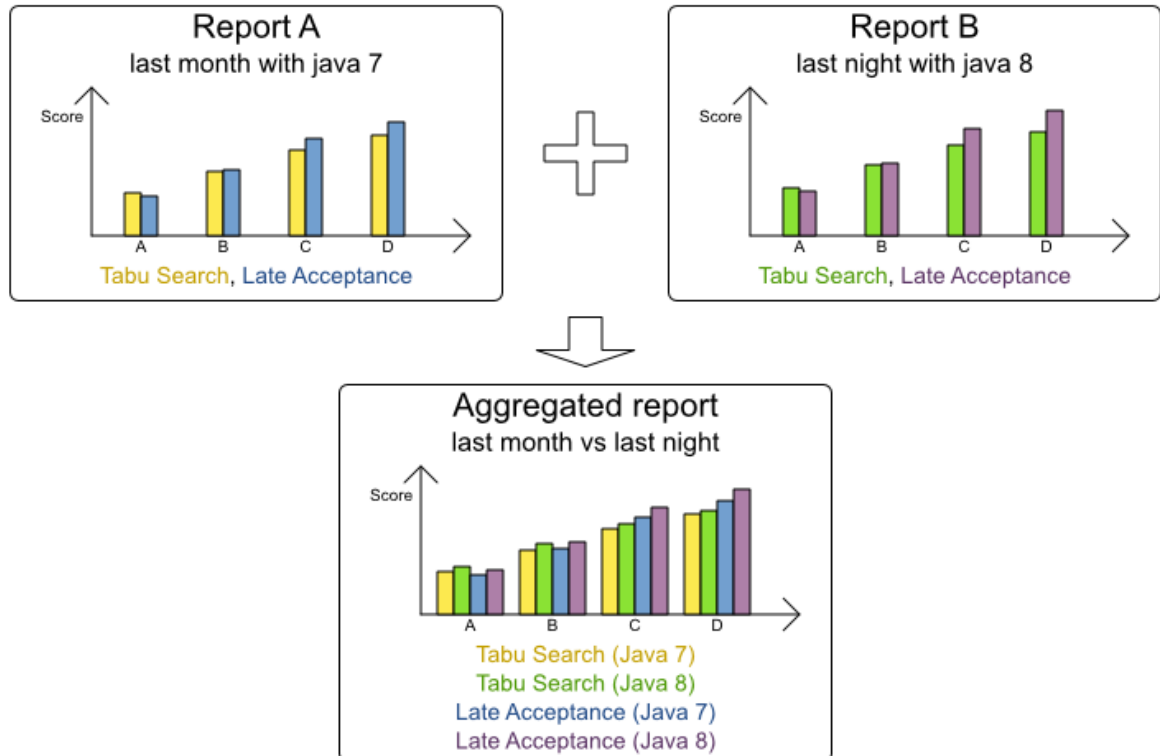 Report A
last month with java 7
Score
A B C D
Tabu Search, Late Acceptance
Report B
last night with java 8
Score
A B C D
Tabu Search, Late Acceptance
Aggregated report
last month vs last night
Score
A B C D
Tabu Search (Java 7)
Tabu Search (Java 8)
Late Acceptance (Java 7)
Late Acceptance (Java 8)